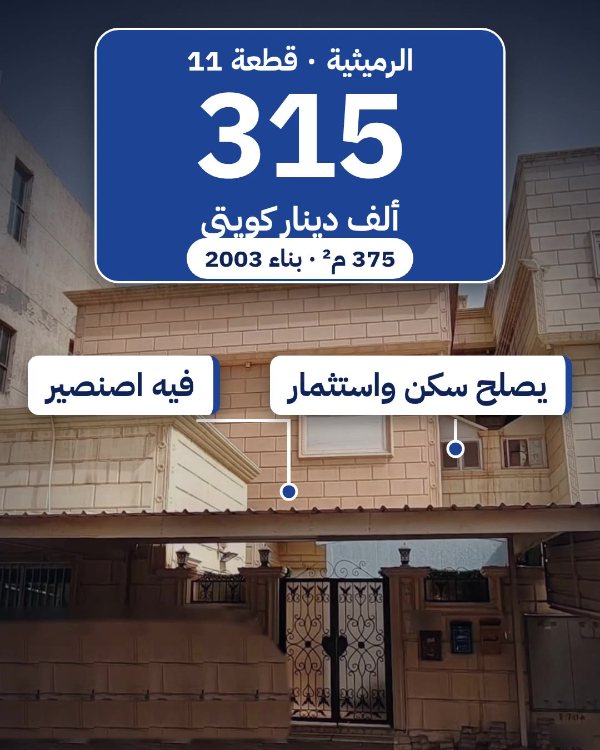 الرميثية · قطعة 11
315
ألف دينار كويتي
375 م² · بناء 2003
يصلح سكن واستثمار
فيه اصنصير